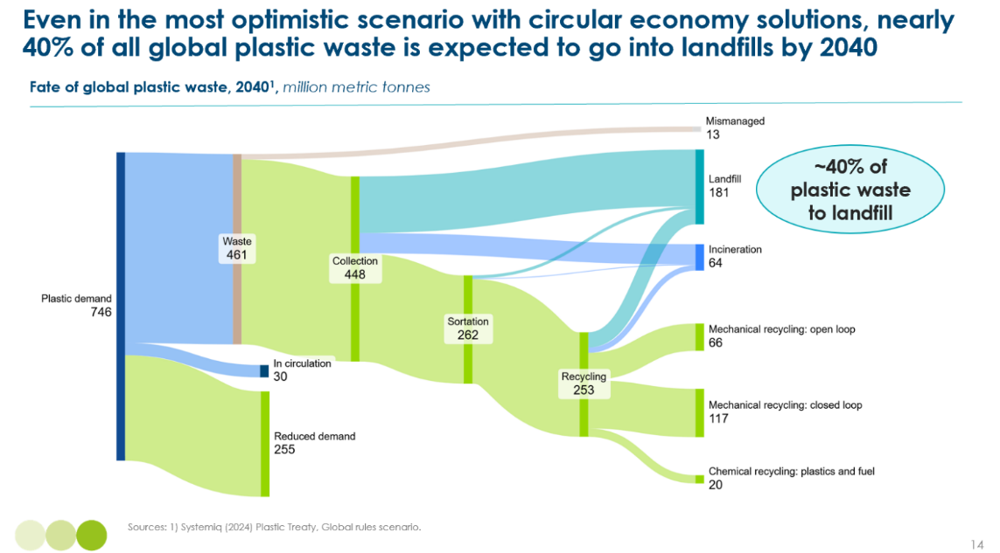 Even in the most optimistic scenario with circular economy solutions, nearly
40% of all global plastic waste is expected to go into landfills by 2040
Fate of global plastic waste, 2040¹, million metric tonnes
Mismanaged
13
~40% of
plastic waste
to landfill
Landfill
181
Waste
461
Incineration
64
Collection
448
Plastic demand
746
Sortation
262
Mechanical recycling: open loop
66
In circulation
30
Recycling
253
Mechanical recycling: closed loop
117
Reduced demand
255
Chemical recycling: plastics and fuel
20
Sources: 1) Systemiq (2024) Plastic Treaty, Global rules scenario.
14